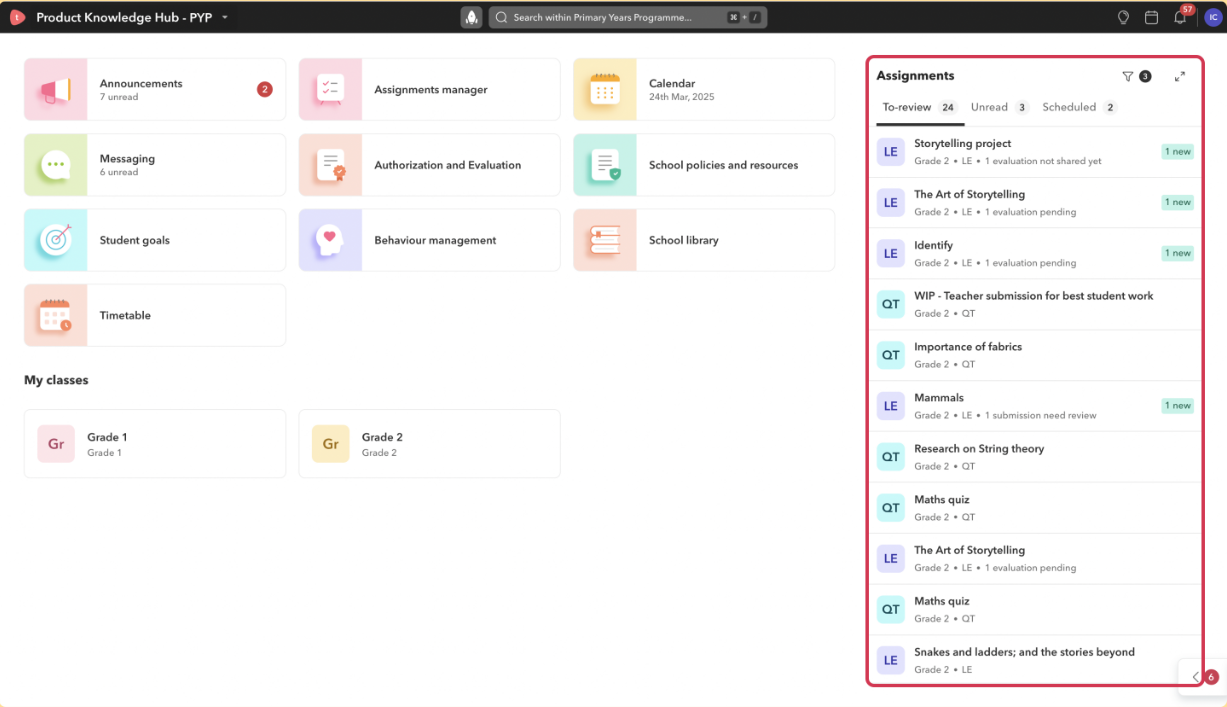 t Product Knowledge Hub - PYP
Search within Primary Years Programme... ⌘ + /
57
IC
Announcements
7 unread
2
Assignments manager
Calendar
24th Mar, 2025
Messaging
6 unread
Authorization and Evaluation
School policies and resources
Student goals
Behaviour management
School library
Timetable
My classes
Gr
Grade 1
Grade 1
Gr
Grade 2
Grade 2
Assignments
3
To-review 24 Unread 3 Scheduled 2
LE
Storytelling project
Grade 2 • LE • 1 evaluation not shared yet
1 new
LE
The Art of Storytelling
Grade 2 • LE • 1 evaluation pending
1 new
LE
Identify
Grade 2 • LE • 1 evaluation pending
1 new
QT
WIP - Teacher submission for best student work
Grade 2 • QT
QT
Importance of fabrics
Grade 2 • QT
LE
Mammals
Grade 2 • LE • 1 submission need review
1 new
QT
Research on String theory
Grade 2 • QT
QT
Maths quiz
Grade 2 • QT
LE
The Art of Storytelling
Grade 2 • LE • 1 evaluation pending
QT
Maths quiz
Grade 2 • QT
LE
Snakes and ladders; and the stories beyond
Grade 2 • LE
6